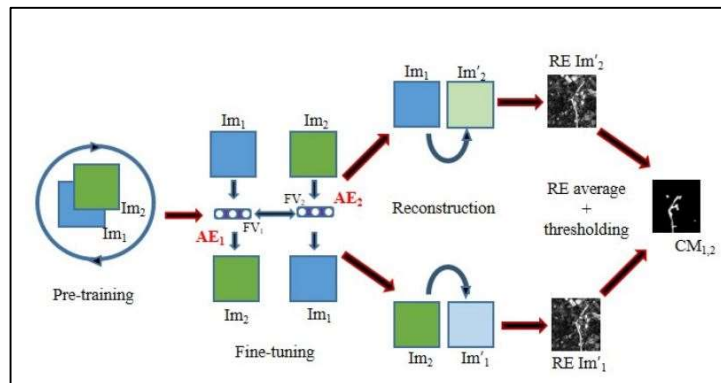 Im₂
Im₁
Pre-training
Im₁
Im₂
AE₁
FV₁
FV₂
AE₂
Im₂
Im₁
Fine-tuning
Im₁
Im'₂
Reconstruction
Im₂
Im'₁
RE Im'₂
RE average
+
thresholding
RE Im'₁
CM₁,₂